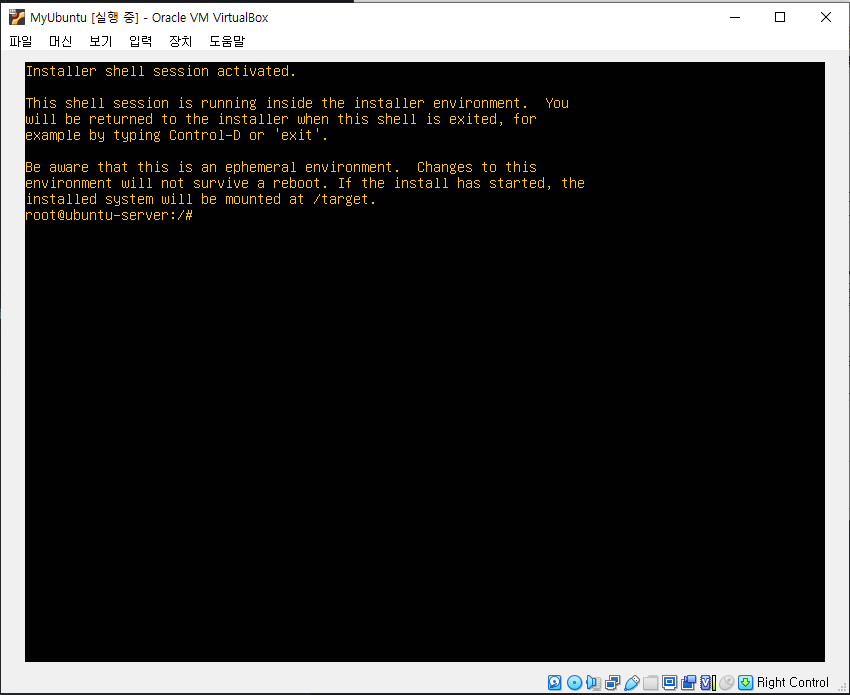 MyUbuntu [실행 중] - Oracle VM VirtualBox
파일 머신 보기 입력 장치 도움말
Installer shell session activated.
This shell session is running inside the installer environment.  You
will be returned to the installer when this shell is exited, for
example by typing Control-D or 'exit'.
Be aware that this is an ephemeral environment.  Changes to this
environment will not survive a reboot. If the install has started, the
installed system will be mounted at /target.
root@ubuntu-server:/#
Right Control